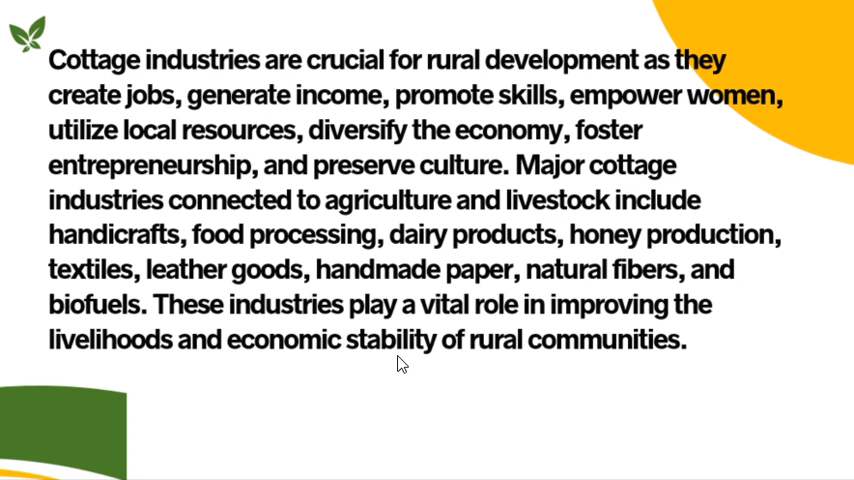 Cottage industries are crucial for rural development as they
create jobs, generate income, promote skills, empower women,
utilize local resources, diversify the economy, foster
entrepreneurship, and preserve culture. Major cottage
industries connected to agriculture and livestock include
handicrafts, food processing, dairy products, honey production,
textiles, leather goods, handmade paper, natural fibers, and
biofuels. These industries play a vital role in improving the
livelihoods and economic stability of rural communities.